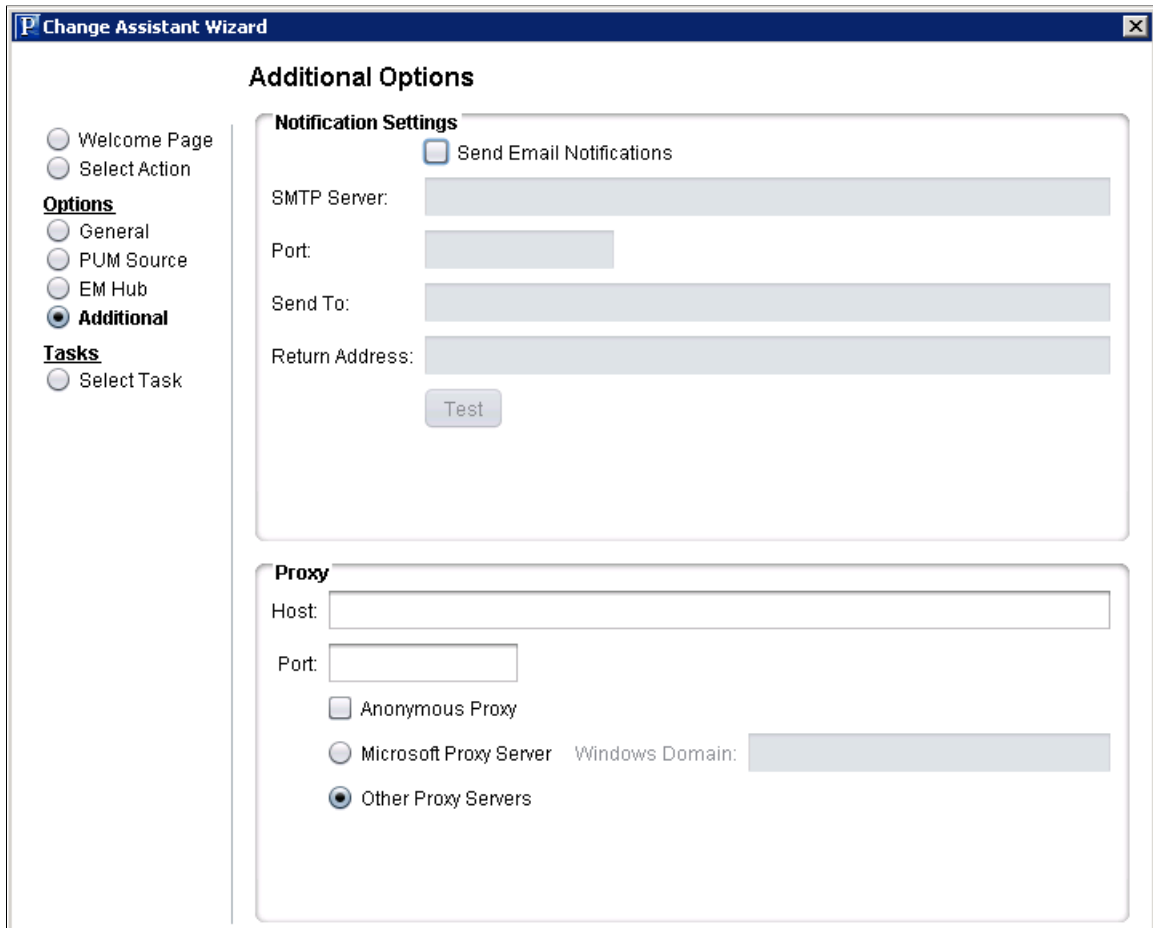 Change Assistant Wizard
Additional Options
Welcome Page
Select Action
Options
General
PUM Source
EM Hub
Additional
Tasks
Select Task
Notification Settings
Send Email Notifications
SMTP Server:
Port:
Send To:
Return Address:
Test
Proxy
Host:
Port:
Anonymous Proxy
Microsoft Proxy Server Windows Domain:
Other Proxy Servers